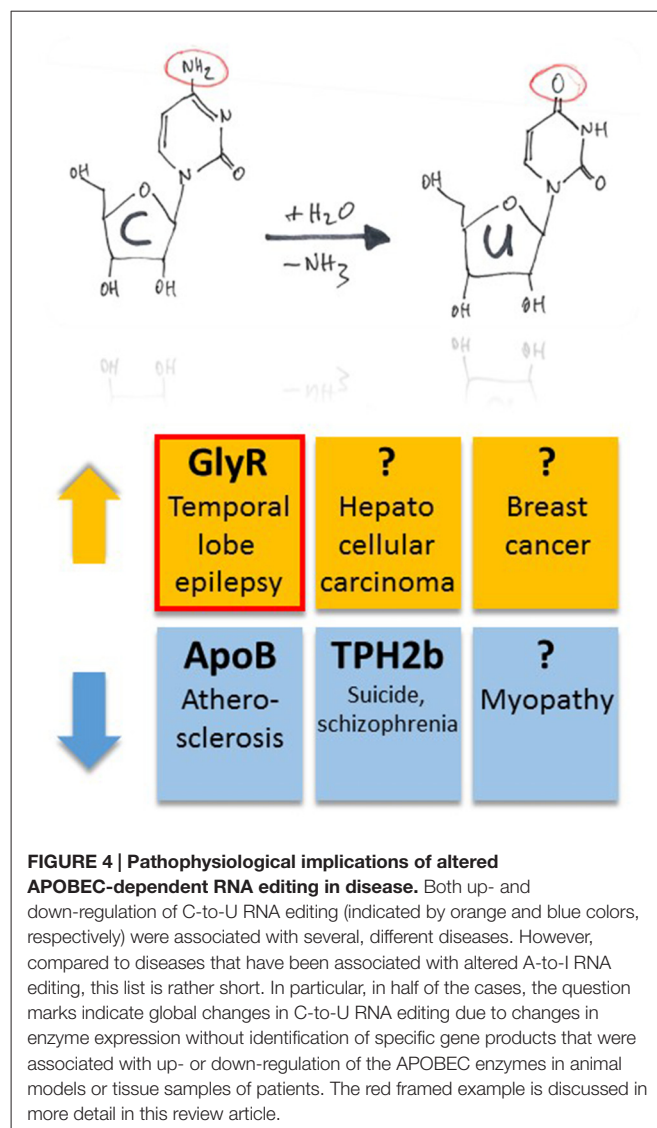 NH2 O
N NH
OH N O OH N O
O +H2O O
C U
-NH3
OH OH OH OH
OH OH OH OH
-NH3
GlyR ? ?
Temporal Hepato Breast
lobe cellular cancer
epilepsy carcinoma
ApoB TPH2b ?
Athero- Suicide, Myopathy
sclerosis schizophrenia
FIGURE 4 | Pathophysiological implications of altered
APOBEC-dependent RNA editing in disease. Both up- and
down-regulation of C-to-U RNA editing (indicated by orange and blue colors,
respectively) were associated with several, different diseases. However,
compared to diseases that have been associated with altered A-to-I RNA
editing, this list is rather short. In particular, in half of the cases, the question
marks indicate global changes in C-to-U RNA editing due to changes in
enzyme expression without identification of specific gene products that were
associated with up- or down-regulation of the APOBEC enzymes in animal
models or tissue samples of patients. The red framed example is discussed in
more detail in this review article.